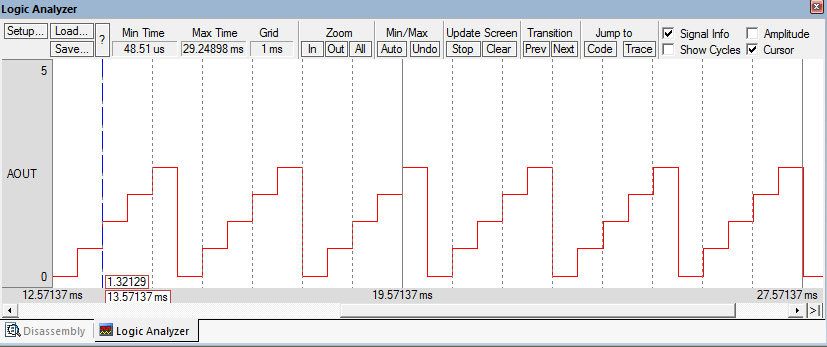 Logic Analyzer
Setup... Load... Save... ? Min Time Max Time Grid Zoom Min/Max Update Screen Transition Jump to Signal Info Amplitude
48.51 us 29.24898 ms 1 ms In Out All Auto Undo Stop Clear Prev Next Code Trace Show Cycles Cursor
5
AOUT
0
1.32129
12.57137 ms 13.57137 ms 19.57137 ms 27.57137 ms
>|
Disassembly Logic Analyzer